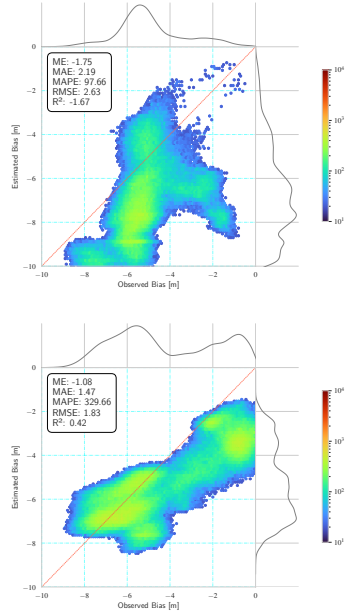 ME: -1.75
MAE: 2.19
MAPE: 97.66
RMSE: 2.63
R²: -1.67
Estimated Bias [m]
0
−2
−4
−6
−8
−10
−10 −8 −6 −4 −2 0
Observed Bias [m]
10⁴
10³
10²
10¹
ME: -1.08
MAE: 1.47
MAPE: 329.66
RMSE: 1.83
R²: 0.42
Estimated Bias [m]
0
−2
−4
−6
−8
−10
−10 −8 −6 −4 −2 0
Observed Bias [m]
10⁴
10³
10²
10¹